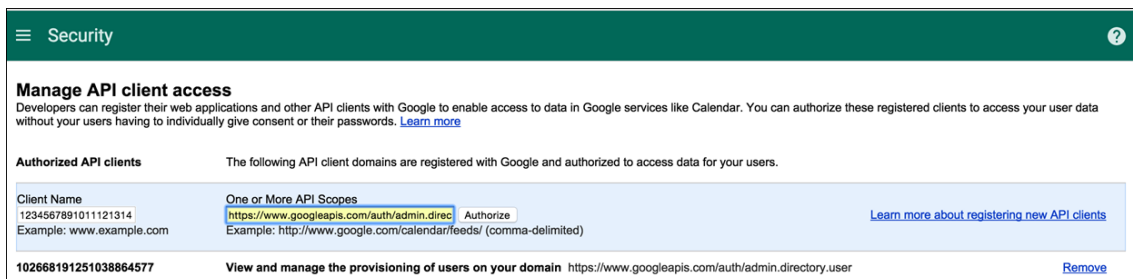 Security
Manage API client access
Developers can register their web applications and other API clients with Google to enable access to data in Google services like Calendar. You can authorize these registered clients to access your user data
without your users having to individually give consent or their passwords. Learn more
Authorized API clients The following API client domains are registered with Google and authorized to access data for your users.
Client Name One or More API Scopes
1234567891011121314 https://www.googleapis.com/auth/admin.direc Authorize Learn more about registering new API clients
Example: www.example.com Example: http://www.google.com/calendar/feeds/ (comma-delimited)
102668191251038864577 View and manage the provisioning of users on your domain https://www.googleapis.com/auth/admin.directory.user Remove